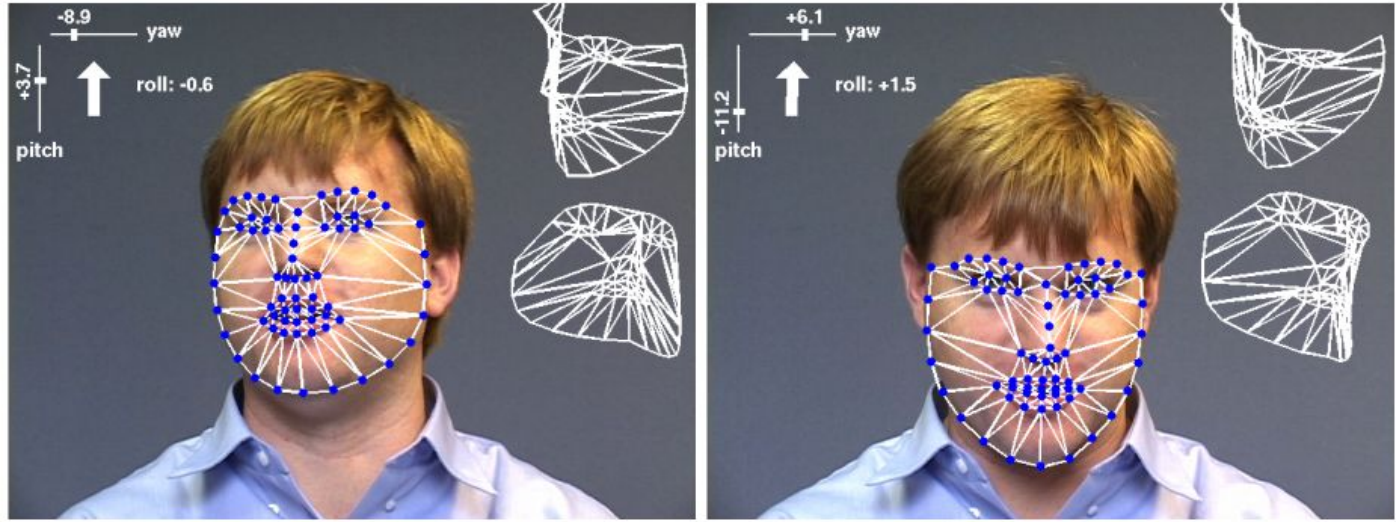 -8.9
yaw
+3.7
roll: -0.6
pitch
+6.1
yaw
-11.2
roll: +1.5
pitch